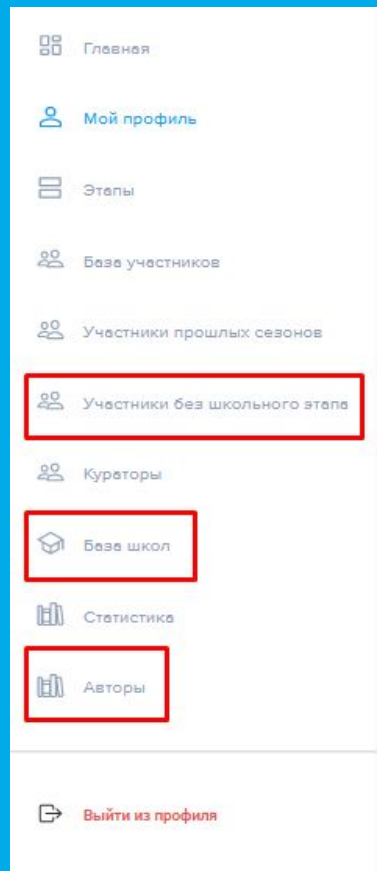 Главная
Мой профиль
Этапы
База участников
Участники прошлых сезонов
Участники без школьного этапа
Кураторы
База школ
Статистика
Авторы
Выйти из профиля